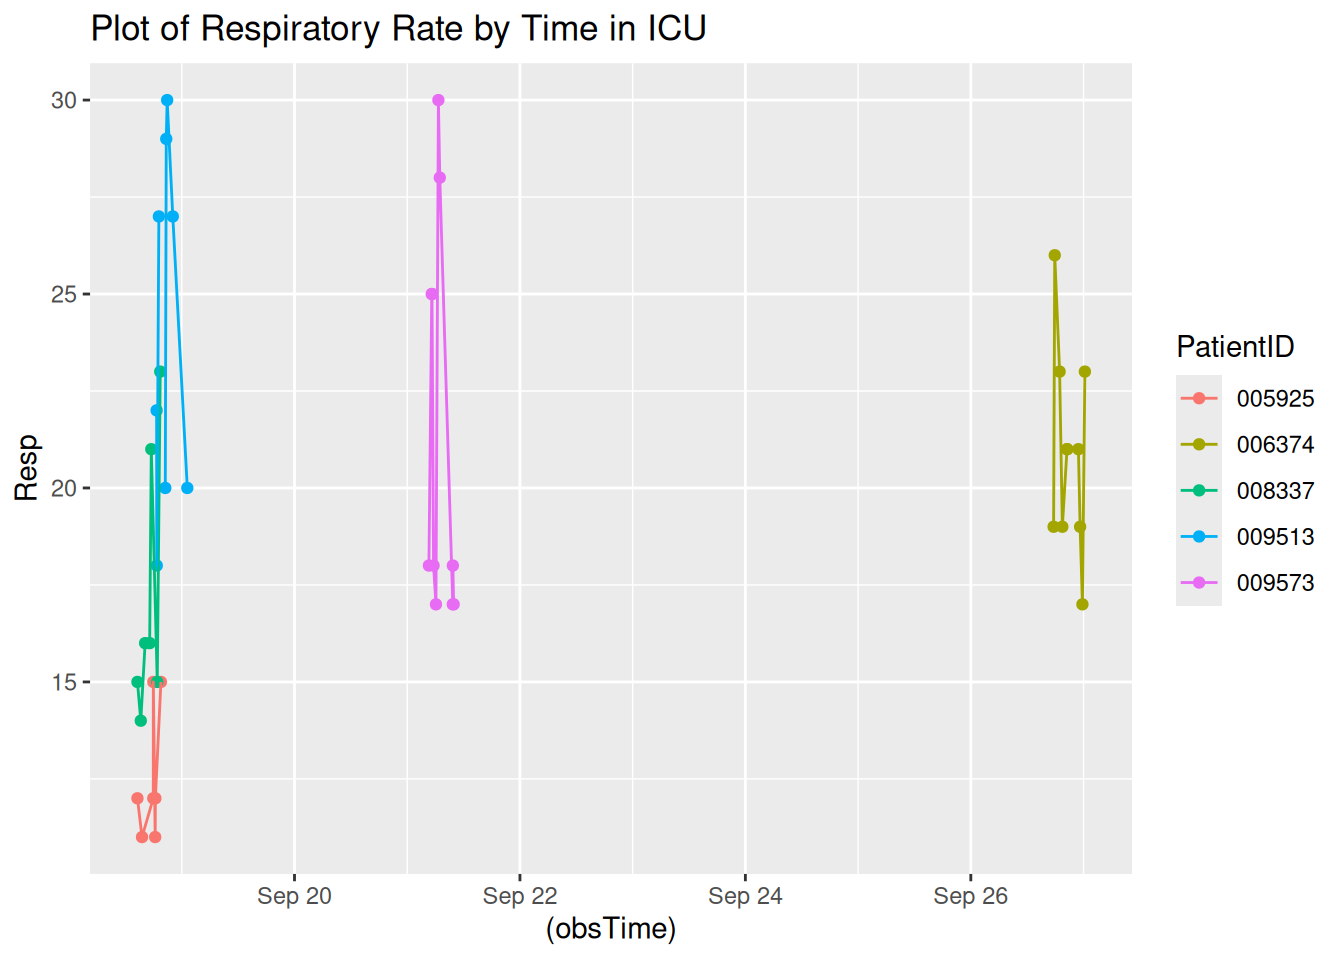 Plot of Respiratory Rate by Time in ICU
30
25
20
15
Resp
Sep 20
Sep 22
Sep 24
Sep 26
(obsTime)
PatientID
005925
006374
008337
009513
009573